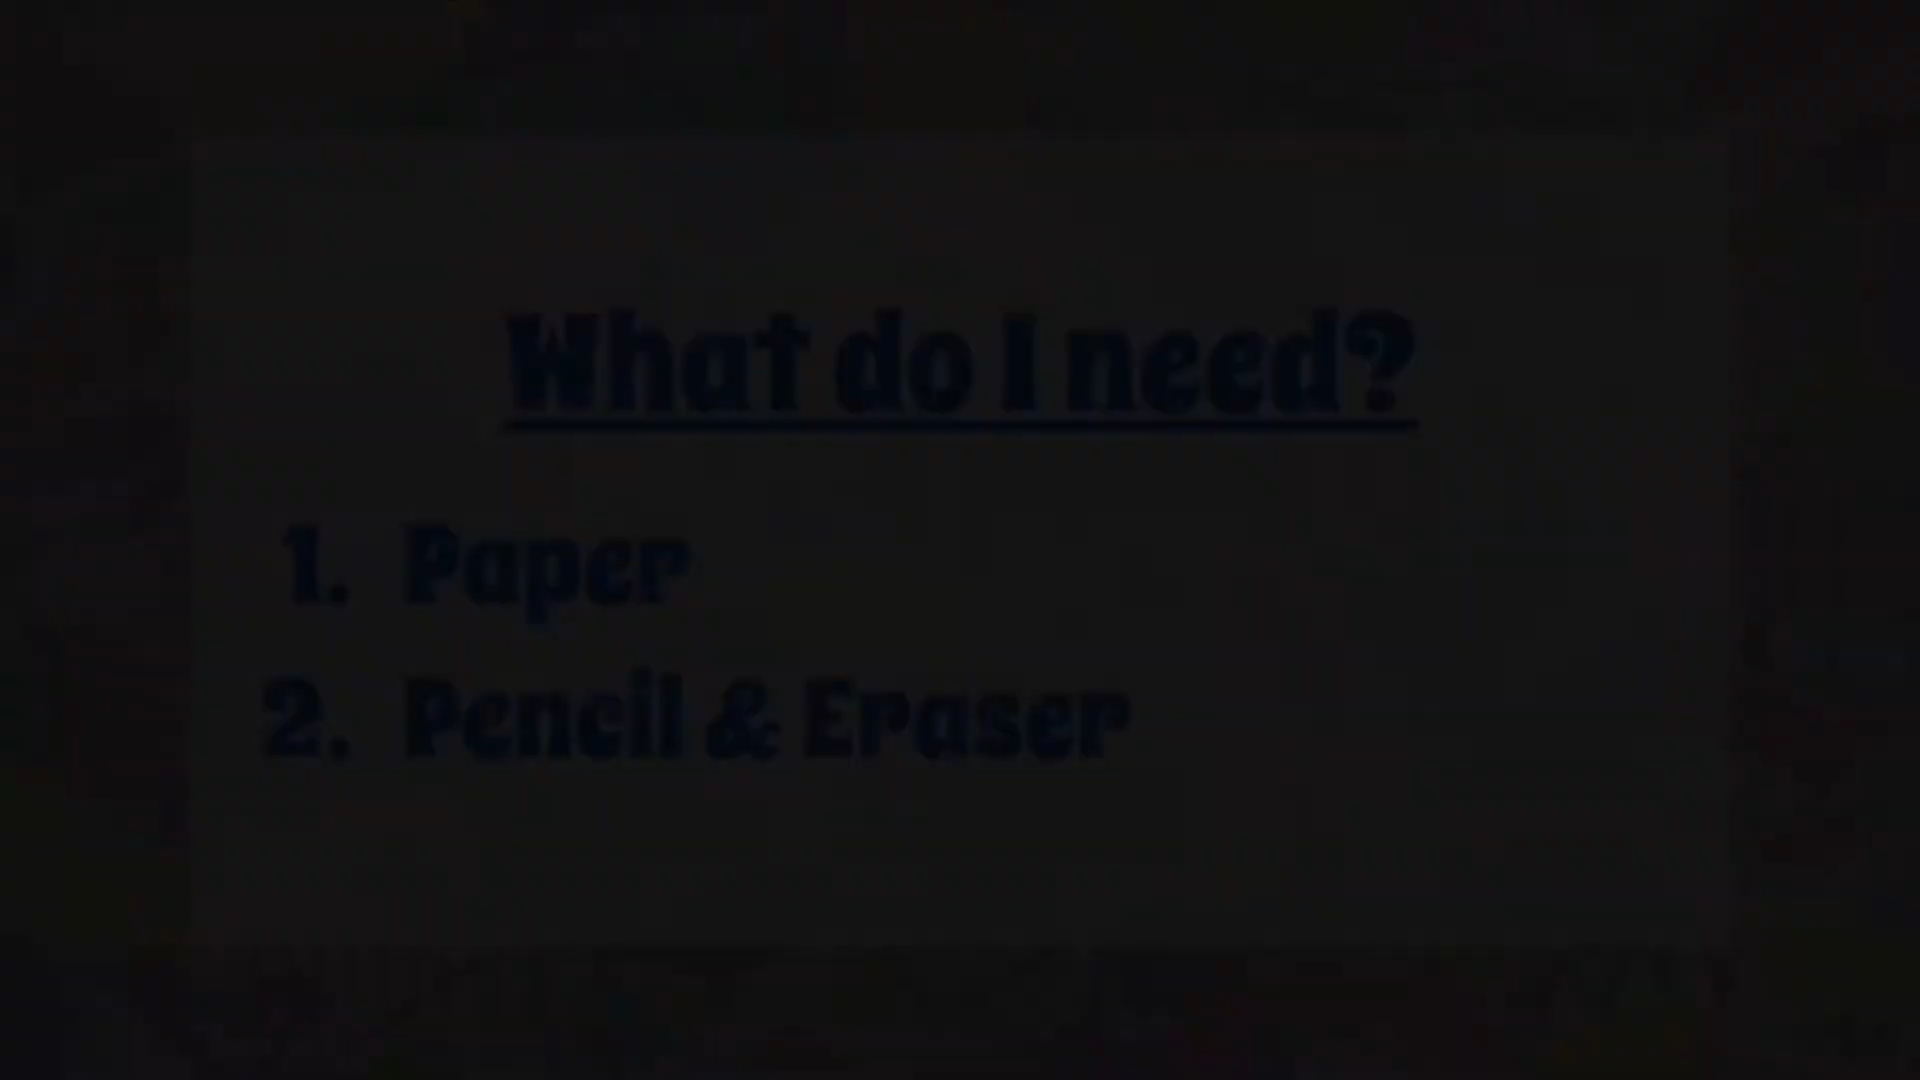 What do I need?
1. Paper
2. Pencil & Eraser